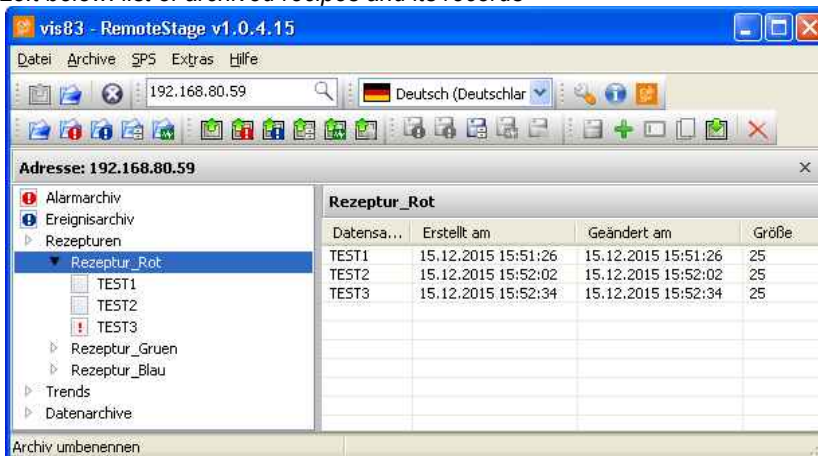 Left below: list of archived recipes and its records
vis83 - RemoteStage v1.0.4.15
Datei Archive SPS Extras Hilfe
192.168.80.59 Deutsch (Deutschlar
Adresse: 192.168.80.59
Alarmarchiv
Ereignisarchiv
Rezepturen
Rezeptur_Rot
TEST1
TEST2
TEST3
Rezeptur_Gruen
Rezeptur_Blau
Trends
Datenarchive
Rezeptur_Rot
Datensa... Erstellt am Geändert am Größe
TEST1 15.12.2015 15:51:26 15.12.2015 15:51:26 25
TEST2 15.12.2015 15:52:02 15.12.2015 15:52:02 25
TEST3 15.12.2015 15:52:34 15.12.2015 15:52:34 25
Archiv umbenennen